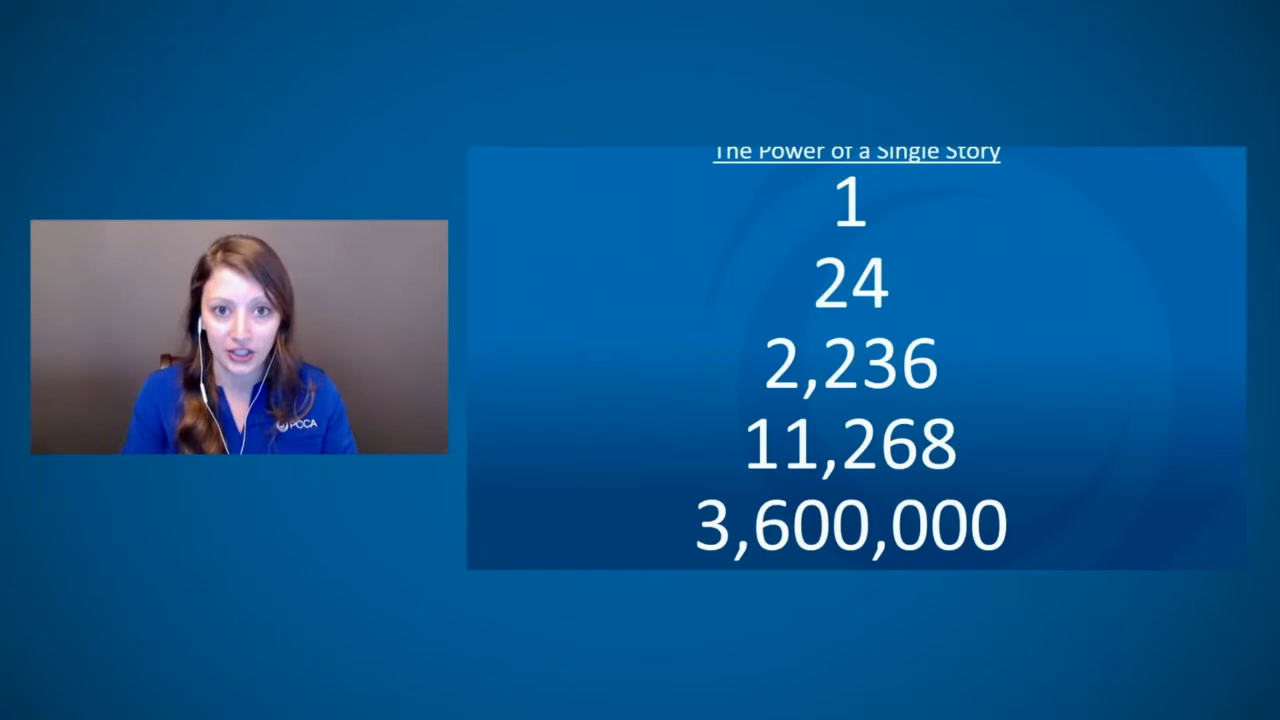 The Power of a Single Story
1
24
2,236
11,268
3,600,000
PCCA